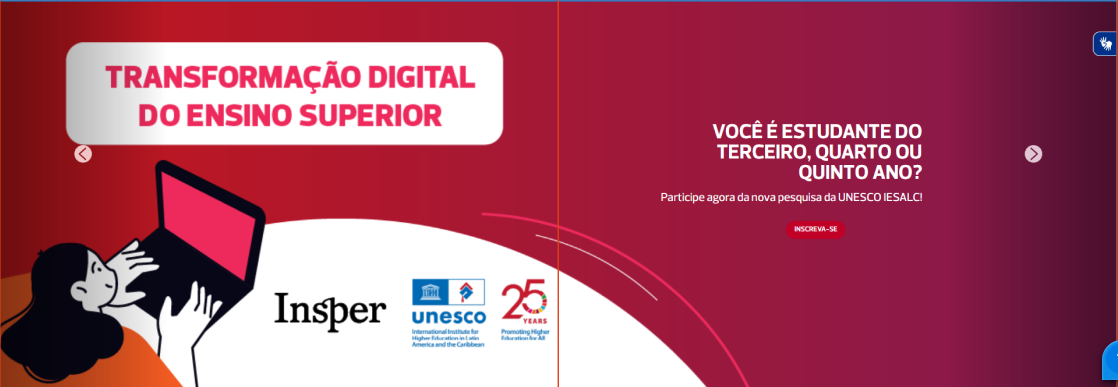 TRANSFORMAÇÃO DIGITAL
DO ENSINO SUPERIOR
Insper
unesco
International Institute for
Higher Education in Latin
America and the Caribbean
25
YEARS
Promoting Higher
Education for All
VOCÊ É ESTUDANTE DO
TERCEIRO, QUARTO OU
QUINTO ANO?
Participe agora da nova pesquisa da UNESCO IESALC!
INSCREVA-SE